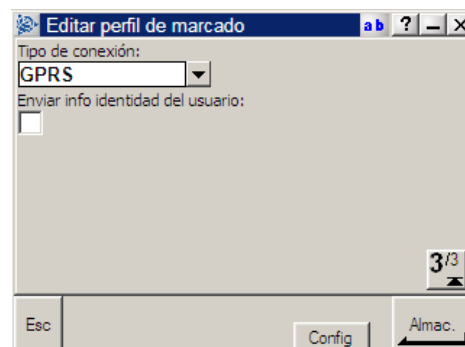 Editar perfil de marcado
ab ? – ×
Tipo de conexión:
GPRS
Enviar info identidad del usuario:
3/3
Esc
Config
Almac.